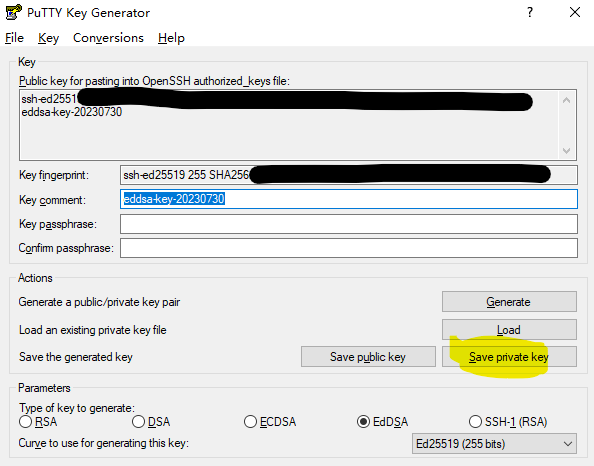 PuTTY Key Generator
File Key Conversions Help
Key
Public key for pasting into OpenSSH authorized_keys file:
ssh-ed2551
eddsa-key-20230730
Key fingerprint: ssh-ed25519 255 SHA256
Key comment: eddsa-key-20230730
Key passphrase:
Confirm passphrase:
Actions
Generate a public/private key pair Generate
Load an existing private key file Load
Save the generated key Save public key Save private key
Parameters
Type of key to generate:
RSA DSA ECDSA EdDSA SSH-1 (RSA)
Curve to use for generating this key: Ed25519 (255 bits)